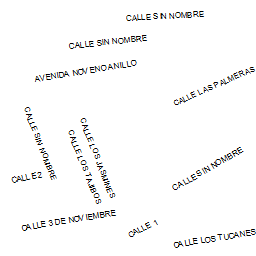 CALLE SIN NOMBRE
CALLE SIN NOMBRE
AVENIDA NOVENO ANILLO
CALLE LAS PALMERAS
CALLE SIN NOMBRE
CALLE LOS JASMINES
CALLE LOS TAJIBOS
CALLE 2
CALLE SIN NOMBRE
CALLE 3 DE NOVIEMBRE
CALLE 1
CALLE LOS TUCANES